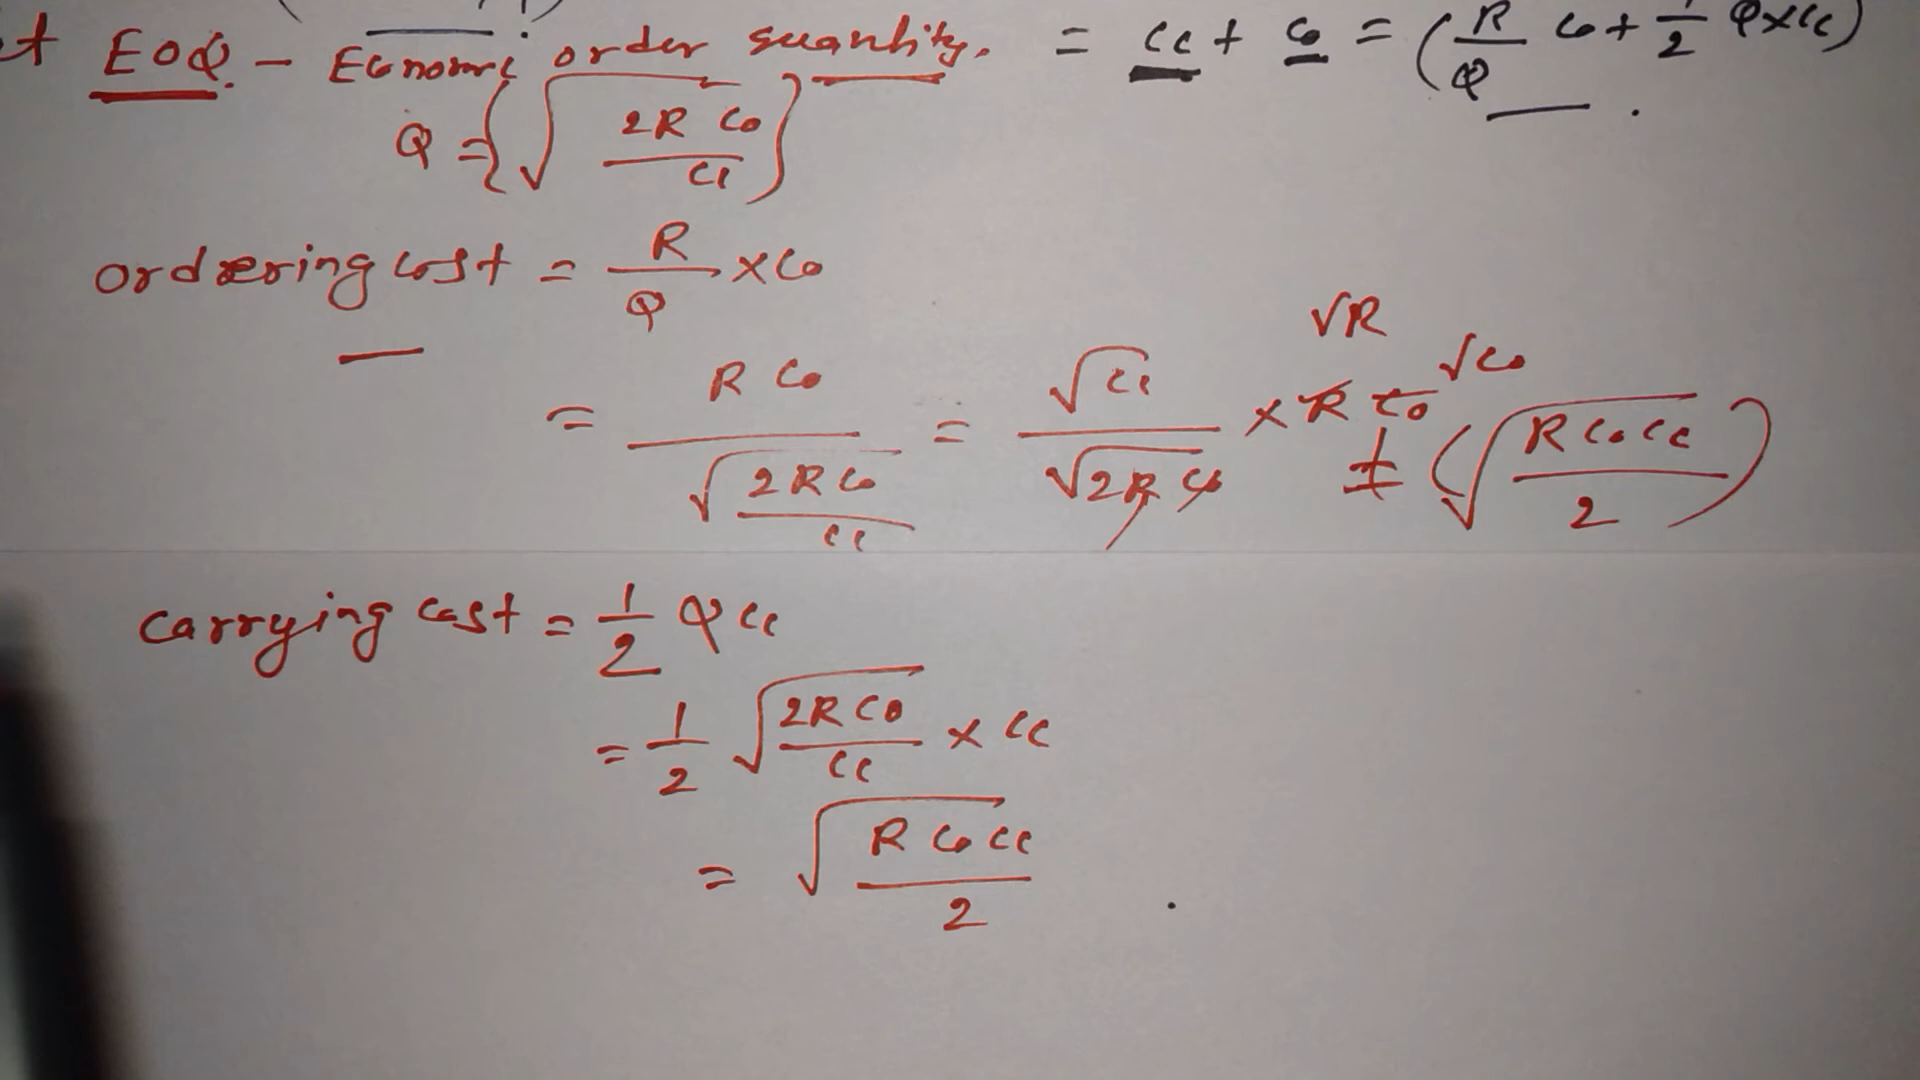 t EOQ. - Economic order quantity. = Cc + Co = (R/Q Co + 1/2 Q×Cc)
Q = {√(2R Co / Cc)}
ordering cost = R/Q × Co
= R Co / √(2R Co / Cc) = √Cc / √2R Co × R Co √R √Co = (√(R Co Cc / 2))
carrying cost = 1/2 Q Cc
= 1/2 √(2R Co / Cc) × Cc
= √(R Co Cc / 2)